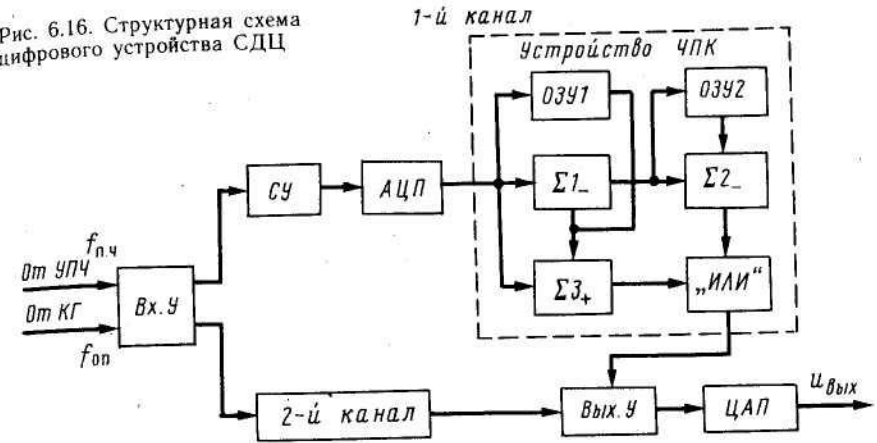 Рис. 6.16. Структурная схема
цифрового устройства СДЦ
1-й канал
Устройство ЧПК
ОЗУ1
ОЗУ2
СУ
АЦП
Σ1_
Σ2_
f п.ч
От УПЧ
Вх. У
От КГ
f оп
Σ3+
„ИЛИ“
2-й канал
Вых. У
ЦАП
u вых